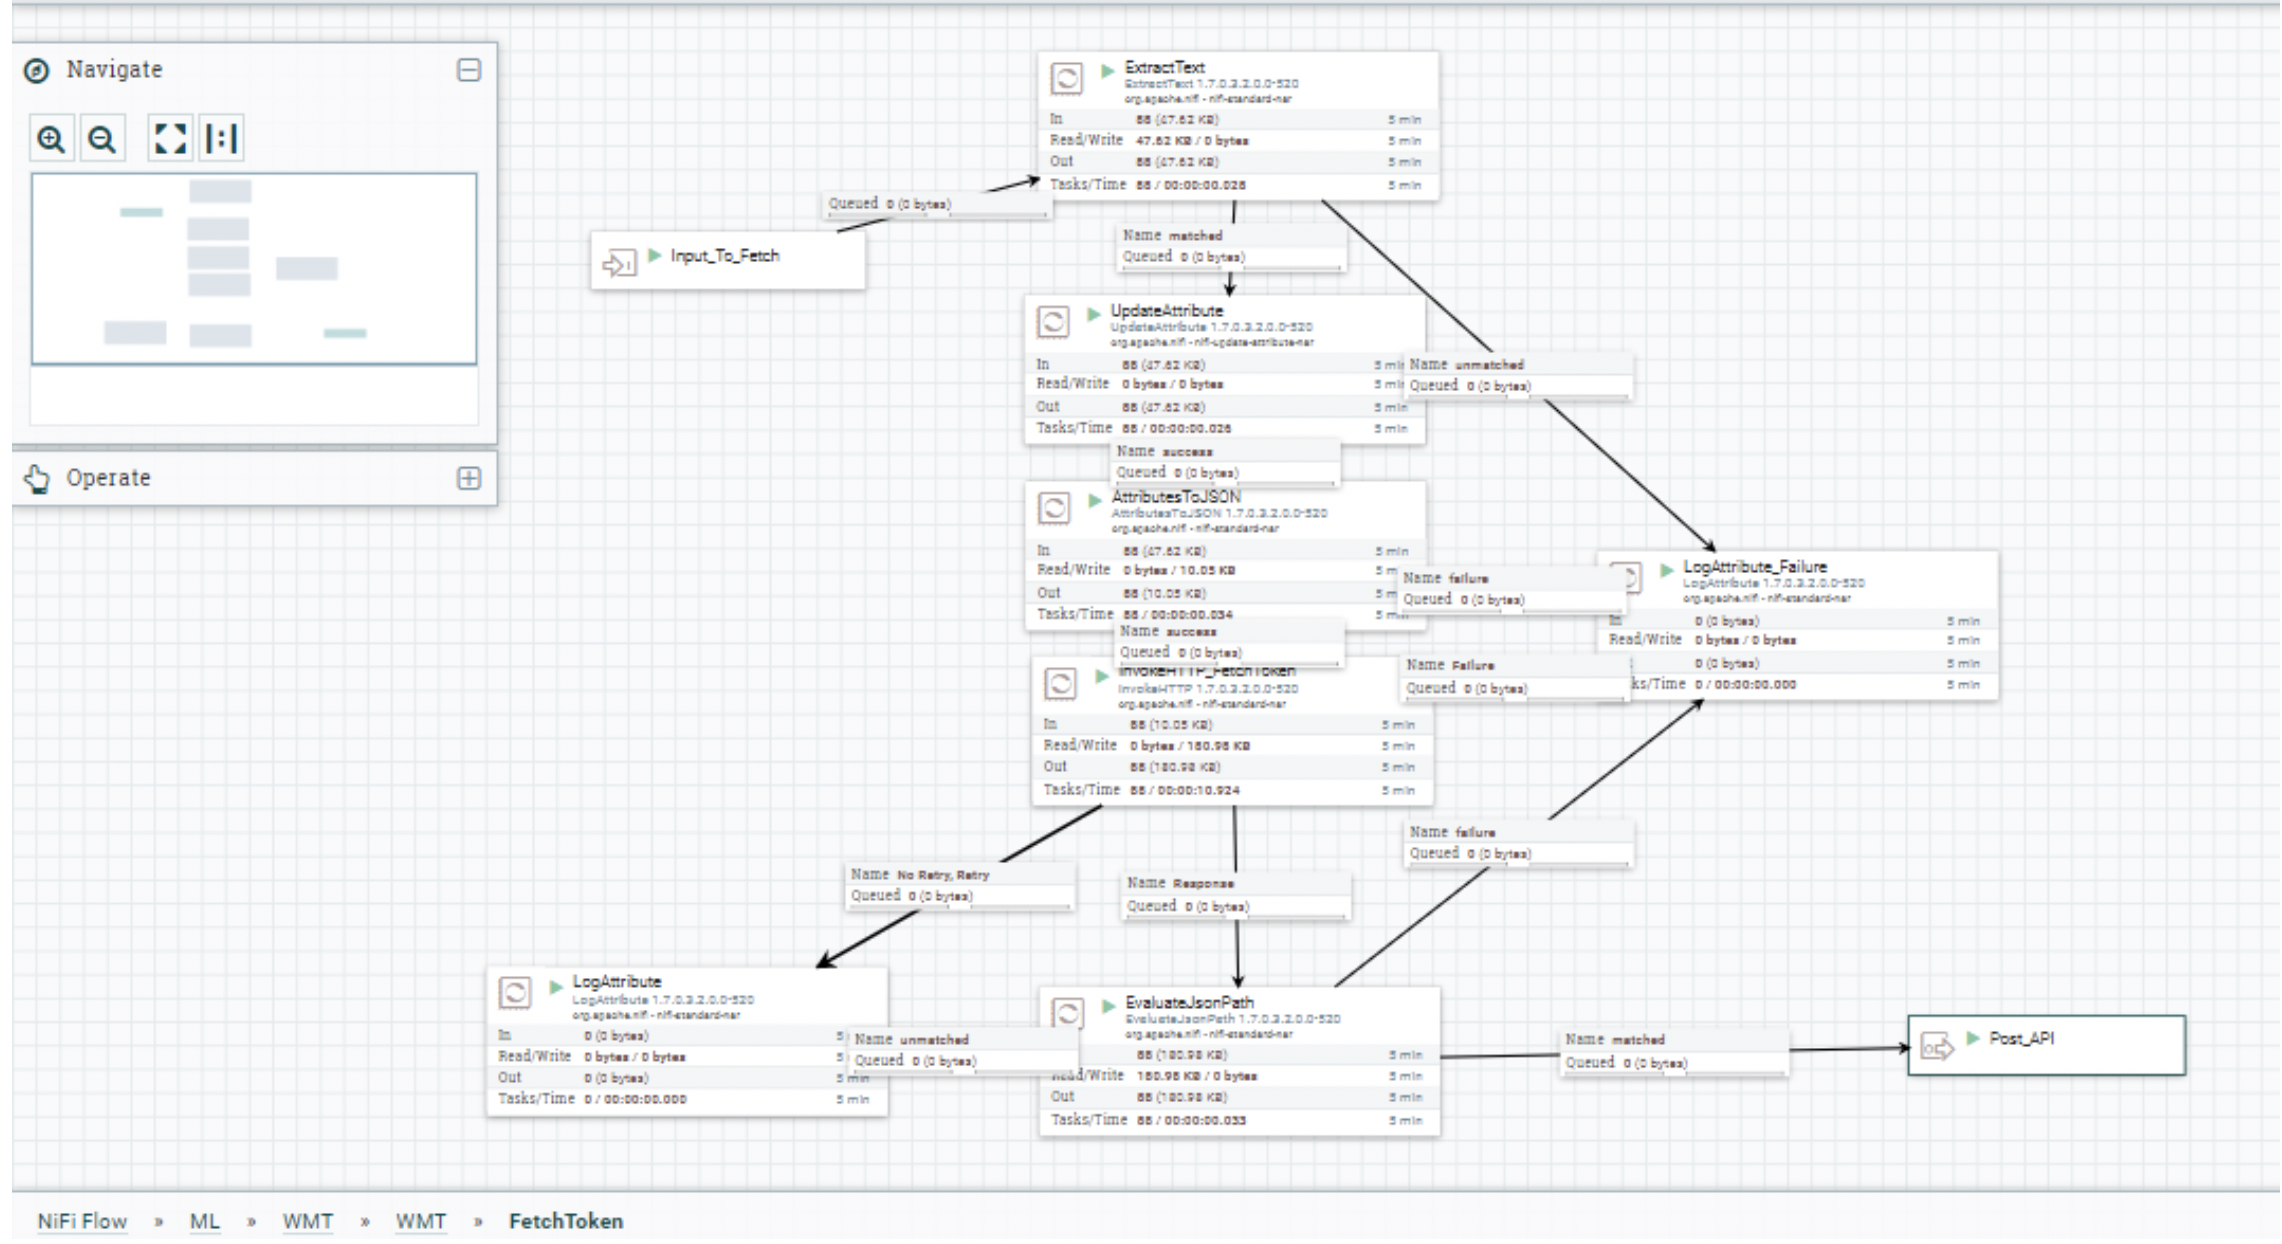 Navigate
Operate
ExtractText
ExtractText 1.7.0.3.2.0.0-520
org.apache.nifi - nifi-standard-nar
In 88 (47.62 KB) 5 min
Read/Write 47.62 KB / 0 bytes 5 min
Out 88 (47.62 KB) 5 min
Tasks/Time 88 / 00:00:00.028 5 min
Queued 0 (0 bytes)
Input_To_Fetch
Name matched
Queued 0 (0 bytes)
UpdateAttribute
UpdateAttribute 1.7.0.3.2.0.0-520
org.apache.nifi - nifi-update-attribute-nar
In 88 (47.62 KB) 5 min
Read/Write 0 bytes / 0 bytes 5 min
Out 88 (47.62 KB) 5 min
Tasks/Time 88 / 00:00:00.026 5 min
Name unmatched
Queued 0 (0 bytes)
Name success
Queued 0 (0 bytes)
AttributesToJSON
AttributesToJSON 1.7.0.3.2.0.0-520
org.apache.nifi - nifi-standard-nar
In 88 (47.62 KB) 5 min
Read/Write 0 bytes / 10.05 KB 5 m
Out 88 (10.05 KB) 5 m
Tasks/Time 88 / 00:00:00.034 5 min
Name failure
Queued 0 (0 bytes)
LogAttribute_Failure
LogAttribute 1.7.0.3.2.0.0-520
org.apache.nifi - nifi-standard-nar
In 0 (0 bytes) 5 min
Read/Write 0 bytes / 0 bytes 5 min
0 (0 bytes) 5 min
ks/Time 0 / 00:00:00.000 5 min
Name success
Queued 0 (0 bytes)
Name Failure
Queued 0 (0 bytes)
InvokeHTTP_FetchToken
InvokeHTTP 1.7.0.3.2.0.0-520
org.apache.nifi - nifi-standard-nar
In 88 (10.05 KB) 5 min
Read/Write 0 bytes / 180.98 KB 5 min
Out 88 (180.98 KB) 5 min
Tasks/Time 88 / 00:00:10.924 5 min
Name failure
Queued 0 (0 bytes)
Name No Retry, Retry
Queued 0 (0 bytes)
Name Response
Queued 0 (0 bytes)
LogAttribute
LogAttribute 1.7.0.3.2.0.0-520
org.apache.nifi - nifi-standard-nar
In 0 (0 bytes) 5
Read/Write 0 bytes / 0 bytes 5
Out 0 (0 bytes) 5 min
Tasks/Time 0 / 00:00:00.000 5 min
Name unmatched
Queued 0 (0 bytes)
EvaluateJsonPath
EvaluateJsonPath 1.7.0.3.2.0.0-520
org.apache.nifi - nifi-standard-nar
88 (180.98 KB) 5 min
Read/Write 180.98 KB / 0 bytes 5 min
Out 88 (180.98 KB) 5 min
Tasks/Time 88 / 00:00:00.033 5 min
Name matched
Queued 0 (0 bytes)
Post_API
NiFi Flow » ML » WMT » WMT » FetchToken